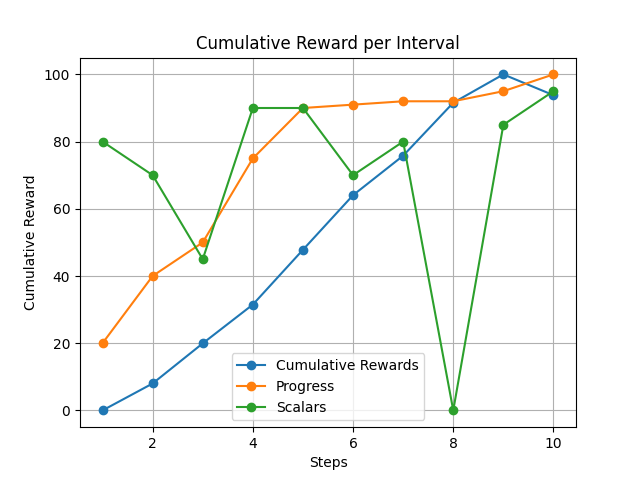 Cumulative Reward per Interval
100
80
60
40
20
0
Cumulative Reward
Cumulative Rewards
Progress
Scalars
2
4
6
8
10
Steps